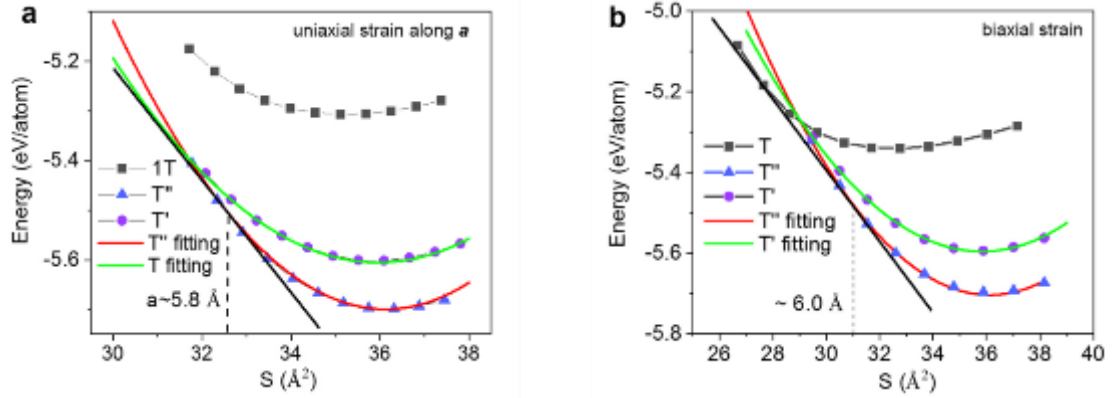 a
uniaxial strain along a
Energy (eV/atom)
-5.2
-5.4
-5.6
1T
T"
T'
T" fitting
T fitting
a~5.8 Å
30 32 34 36 38
S (Å²)
b
biaxial strain
Energy (eV/atom)
-5.0
-5.2
-5.4
-5.6
-5.8
T
T"
T'
T" fitting
T' fitting
~ 6.0 Å
26 28 30 32 34 36 38 40
S (Å²)